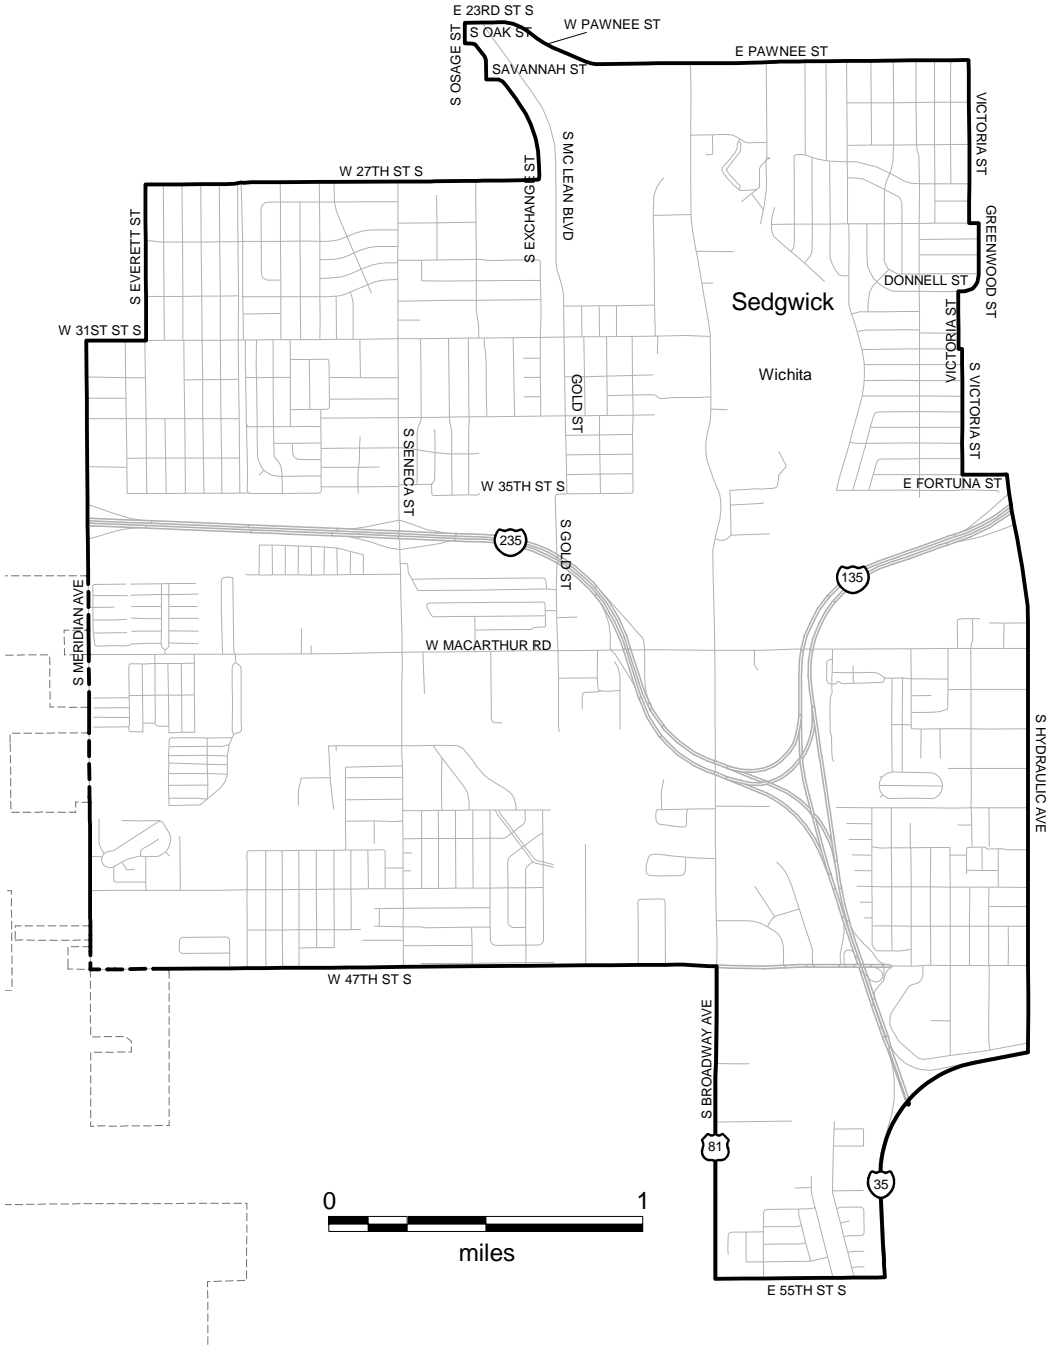 E 23RD ST S
W PAWNEE ST
S OAK ST
E PAWNEE ST
S OSAGE ST
SAVANNAH ST
VICTORIA ST
S MC LEAN BLVD
W 27TH ST S
S EXCHANGE ST
S EVERETT ST
GREENWOOD ST
DONNELL ST
Sedgwick
VICTORIA ST
W 31ST ST S
Wichita
GOLD ST
S VICTORIA ST
S SENECA ST
W 35TH ST S
E FORTUNA ST
S GOLD ST
235
135
S MERIDIAN AVE
W MACARTHUR RD
S HYDRAULIC AVE
W 47TH ST S
S BROADWAY AVE
81
35
0
1
miles
E 55TH ST S